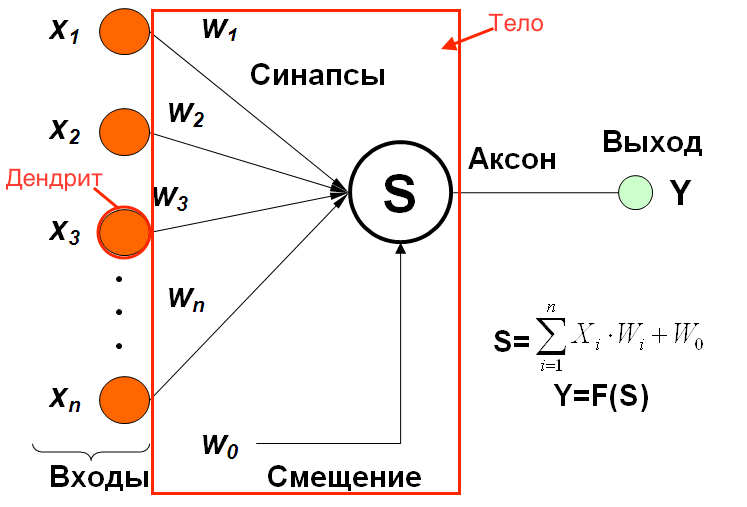 X1
W1
Тело
Синапсы
X2
W2
Дендрит
W3
X3
S
Аксон
Выход
Y
Wn
S= n ∑ i=1 Xi · Wi + W0
Y=F(S)
Xn
W0
Входы
Смещение